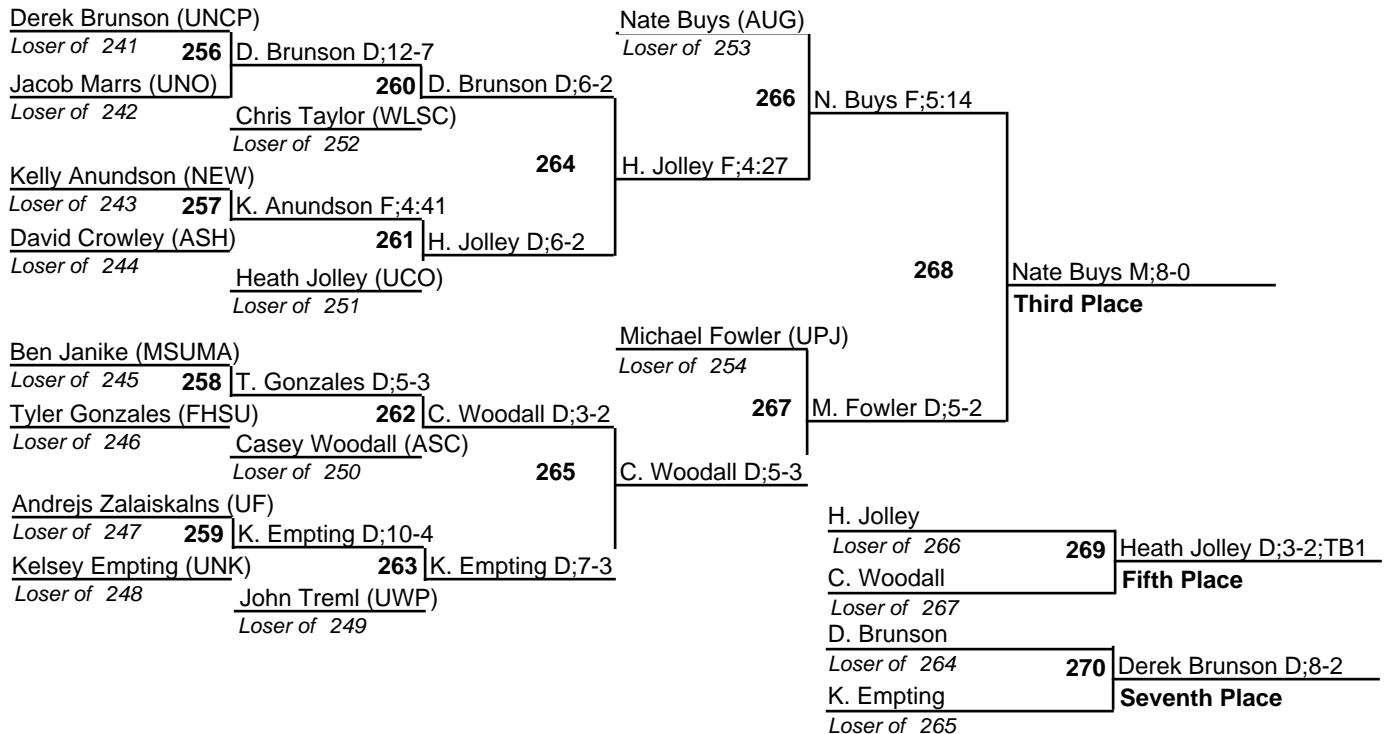 Derek Brunson (UNCP)
Loser of 241
256
D. Brunson D;12-7
Jacob Marrs (UNO)
Loser of 242
260
D. Brunson D;6-2
Chris Taylor (WLSC)
Loser of 252
Kelly Anundson (NEW)
Loser of 243
257
K. Anundson F;4:41
David Crowley (ASH)
Loser of 244
261
H. Jolley D;6-2
Heath Jolley (UCO)
Loser of 251
264
H. Jolley F;4:27
Nate Buys (AUG)
Loser of 253
266
N. Buys F;5:14
Ben Janike (MSUMA)
Loser of 245
258
T. Gonzales D;5-3
Tyler Gonzales (FHSU)
Loser of 246
262
C. Woodall D;3-2
Casey Woodall (ASC)
Loser of 250
Andrejs Zalaiskalns (UF)
Loser of 247
259
K. Empting D;10-4
Kelsey Empting (UNK)
Loser of 248
263
K. Empting D;7-3
John Treml (UWP)
Loser of 249
265
C. Woodall D;5-3
Michael Fowler (UPJ)
Loser of 254
267
M. Fowler D;5-2
268
Nate Buys M;8-0
Third Place
H. Jolley
Loser of 266
269
Heath Jolley D;3-2;TB1
C. Woodall
Fifth Place
Loser of 267
D. Brunson
Loser of 264
270
Derek Brunson D;8-2
K. Empting
Seventh Place
Loser of 265